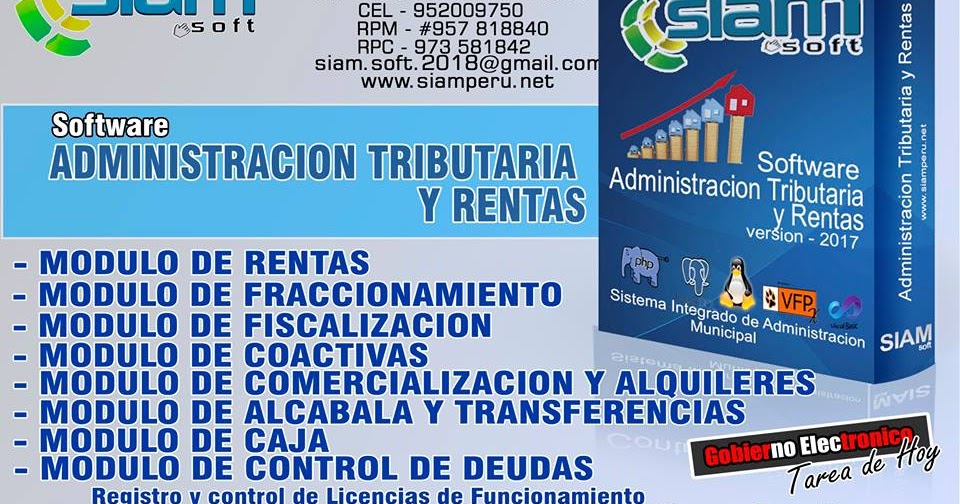 siam
soft
CEL - 952009750
RPM - #957 818840
RPC - 973 581842
siam.soft.2018@gmail.com
www.siamperu.net
Software
ADMINISTRACION TRIBUTARIA
Y RENTAS
- MODULO DE RENTAS
- MODULO DE FRACCIONAMIENTO
- MODULO DE FISCALIZACION
- MODULO DE COACTIVAS
- MODULO DE COMERCIALIZACION Y ALQUILERES
- MODULO DE ALCABALA Y TRANSFERENCIAS
- MODULO DE CAJA
- MODULO DE CONTROL DE DEUDAS
Registro y control de Licencias de Funcionamiento
siam
soft
Software
Administracion Tributaria
y Rentas
version - 2017
php
VFP
Sistema Integrado de Administracion
Municipal
Administracion Tributaria y Rentas
www.siamperu.net
SIAM
soft
Gobierno Electronico
Tarea de Hoy